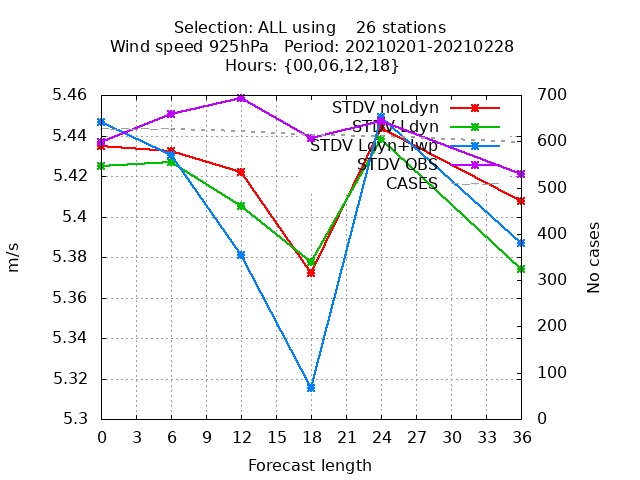 Selection: ALL using    26 stations
Wind speed 925hPa   Period: 20210201-20210228
Hours: {00,06,12,18}
STDV noLdyn
STDV Ldyn
STDV Ldyn+lwp
STDV OBS
CASES
5.46
5.44
5.42
5.4
5.38
5.36
5.34
5.32
5.3
700
600
500
400
300
200
100
0
m/s
No cases
0 3 6 9 12 15 18 21 24 27 30 33 36
Forecast length